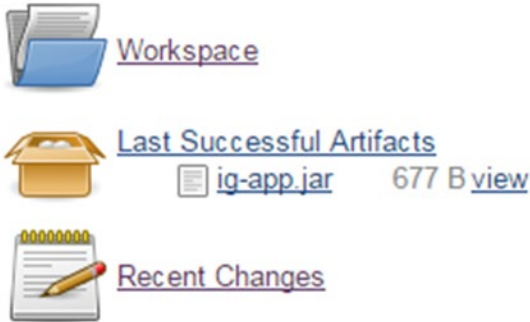 Workspace
Last Successful Artifacts
ig-app.jar 677 B view
Recent Changes